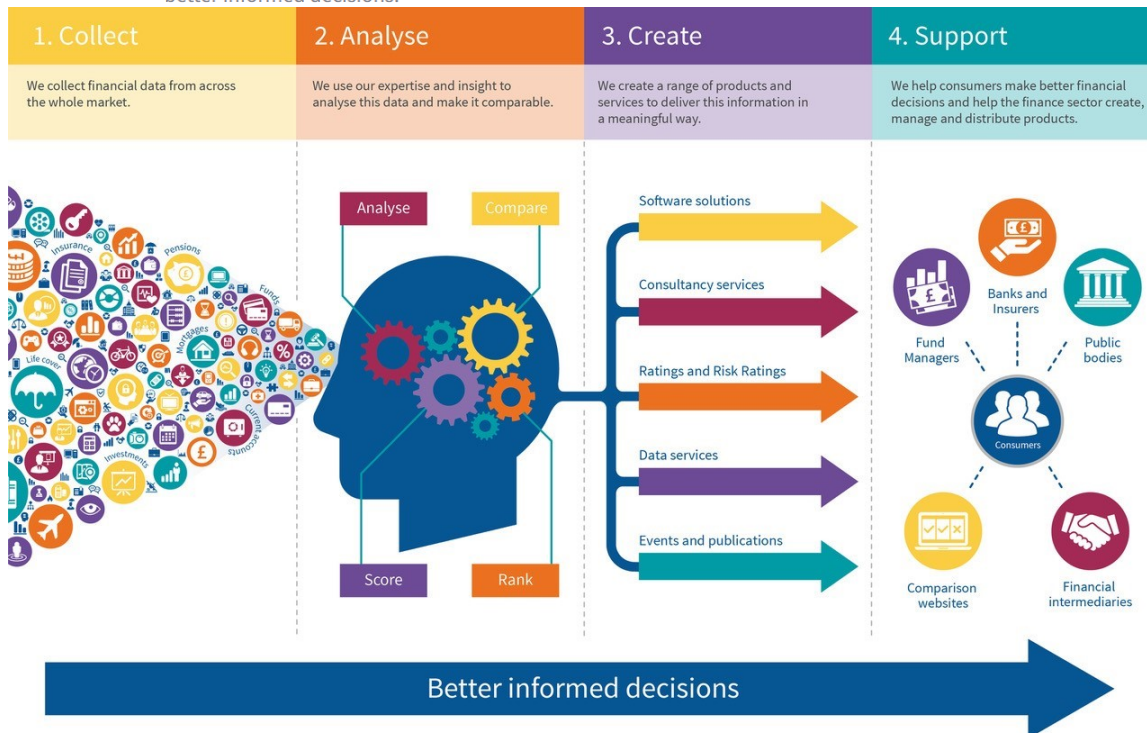 better informed decisions.
1. Collect
2. Analyse
3. Create
4. Support
We collect financial data from across
the whole market.
We use our expertise and insight to
analyse this data and make it comparable.
We create a range of products and
services to deliver this information in
a meaningful way.
We help consumers make better financial
decisions and help the finance sector create,
manage and distribute products.
Insurance
Pensions
Funds
Mortgages
Life cover
Current accounts
Investments
Analyse
Compare
Score
Rank
Software solutions
Consultancy services
Ratings and Risk Ratings
Data services
Events and publications
Fund
Managers
Banks and
Insurers
Public
bodies
Consumers
Comparison
websites
Financial
intermediaries
Better informed decisions